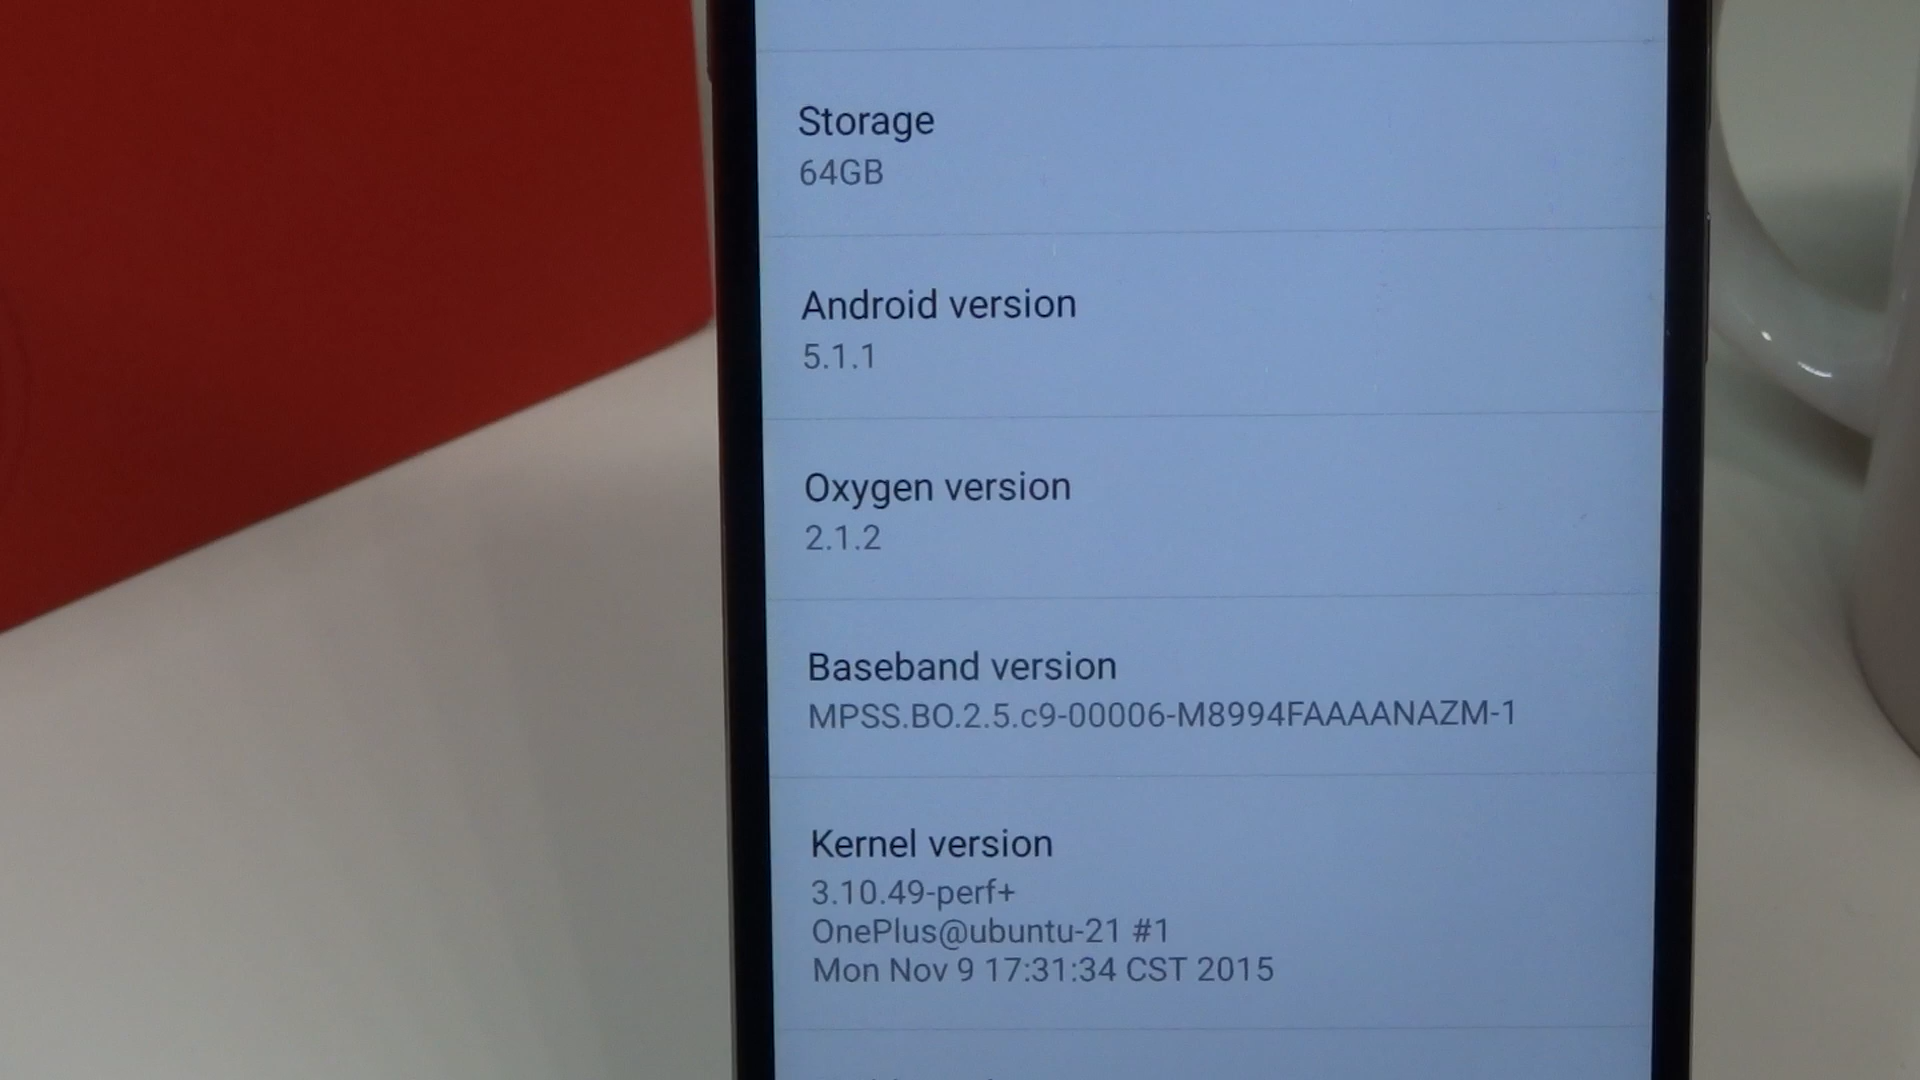 Storage
64GB
Android version
5.1.1
Oxygen version
2.1.2
Baseband version
MPSS.BO.2.5.c9-00006-M8994FAAAANAZM-1
Kernel version
3.10.49-perf+
OnePlus@ubuntu-21 #1
Mon Nov 9 17:31:34 CST 2015